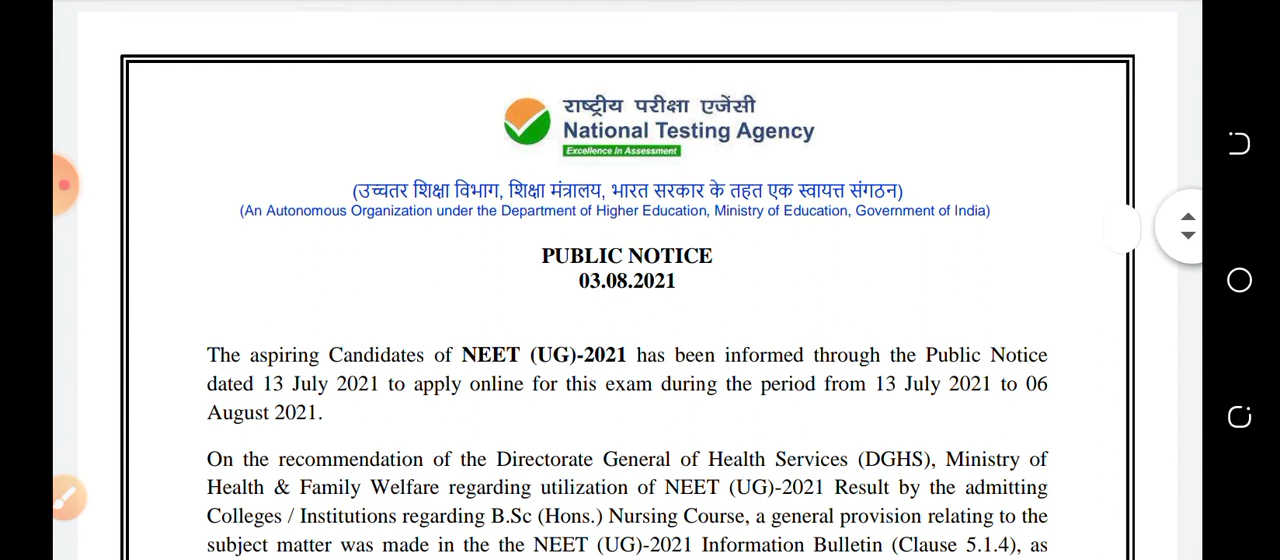 राष्ट्रीय परीक्षा एजेंसी
National Testing Agency
Excellence in Assessment
(उच्चतर शिक्षा विभाग, शिक्षा मंत्रालय, भारत सरकार के तहत एक स्वायत्त संगठन)
(An Autonomous Organization under the Department of Higher Education, Ministry of Education, Government of India)
PUBLIC NOTICE
03.08.2021
The aspiring Candidates of NEET (UG)-2021 has been informed through the Public Notice
dated 13 July 2021 to apply online for this exam during the period from 13 July 2021 to 06
August 2021.
On the recommendation of the Directorate General of Health Services (DGHS), Ministry of
Health & Family Welfare regarding utilization of NEET (UG)-2021 Result by the admitting
Colleges / Institutions regarding B.Sc (Hons.) Nursing Course, a general provision relating to the
subject matter was made in the the NEET (UG)-2021 Information Bulletin (Clause 5.1.4), as